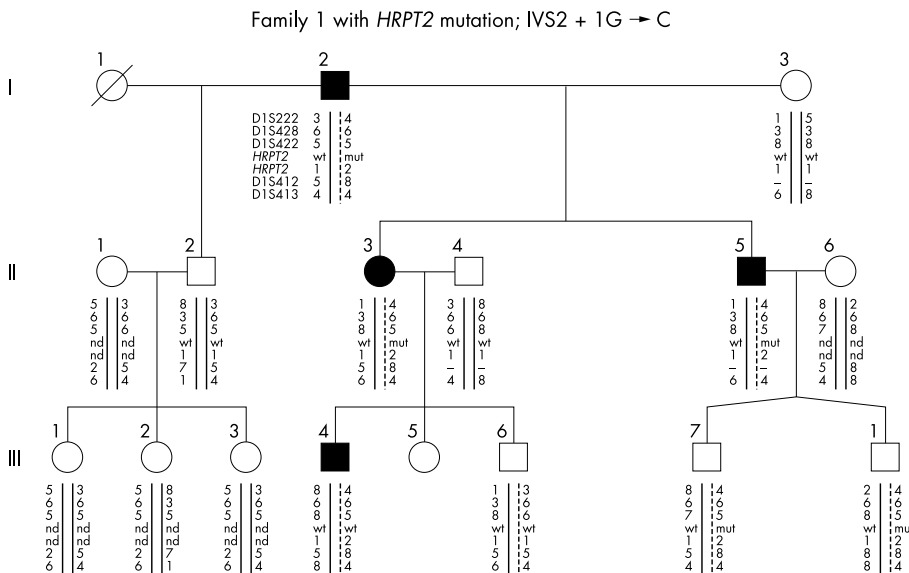 Family 1 with HRPT2 mutation; IVS2 + 1G → C
1 2 3
I
D1S222 3 4 1 5
D1S428 6 6 3 3
D1S422 5 5 8 8
HRPT2 wt mut wt wt
HRPT2 1 2 1 1
D1S412 5 8 – –
D1S413 4 4 6 8
1 2 3 4 5 6
II
5 3 8 3 1 4 3 8 1 4 8 2
6 6 3 6 3 6 6 6 3 6 6 6
5 6 5 5 8 5 6 8 8 5 7 8
nd nd wt wt wt mut wt wt wt mut nd nd
nd nd 1 1 1 2 1 1 1 2 nd nd
2 5 7 5 5 8 – – – – 5 8
6 4 1 4 6 4 4 8 6 4 4 8
1 2 3 4 5 6 7 1
III
5 3 5 8 5 3 8 4 1 3 8 4 2 4
6 6 6 3 6 6 6 6 3 6 6 6 6 6
5 5 5 5 5 5 8 5 8 6 7 5 8 5
nd nd nd nd nd nd wt wt wt wt wt mut wt mu
nd nd nd nd nd nd 1 2 1 1 1 2 1 2
2 5 2 7 2 5 5 8 5 5 5 8 8 8
6 4 6 1 6 4 8 4 6 4 4 4 8 4